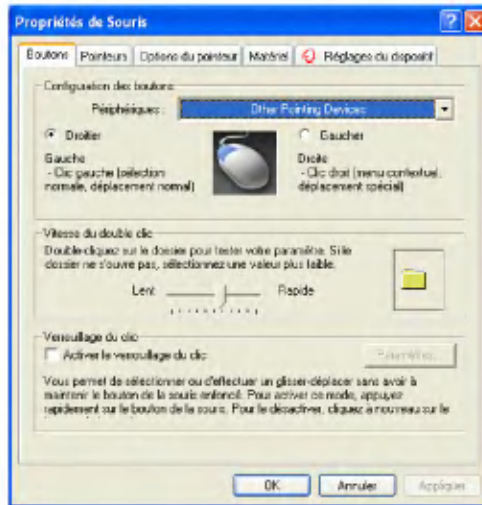 Propriétés de Souris
Boutons Pointeurs Options du pointeur Matériel Réglages du dispositif
Configuration des boutons
Périphériques : Other Pointing Devices
Droitier
Gaucher
Gauche
- Clic gauche (sélection
normale, déplacement normal)
Droite
- Clic droit (menu contextuel,
déplacement spécial)
Vitesse du double clic
Double-cliquez sur le dossier pour tester votre paramètre. Si le
dossier ne s'ouvre pas, sélectionnez une valeur plus faible.
Lent Rapide
Verrouillage du clic
Activer le verrouillage du clic
Paramètres...
Vous permet de sélectionner ou d'effectuer un glisser-déplacer sans avoir à
maintenir le bouton de la souris enfoncé. Pour activer ce mode, appuyez
rapidement sur le bouton de la souris. Pour le désactiver, cliquez à nouveau sur le
OK Annuler Appliquer